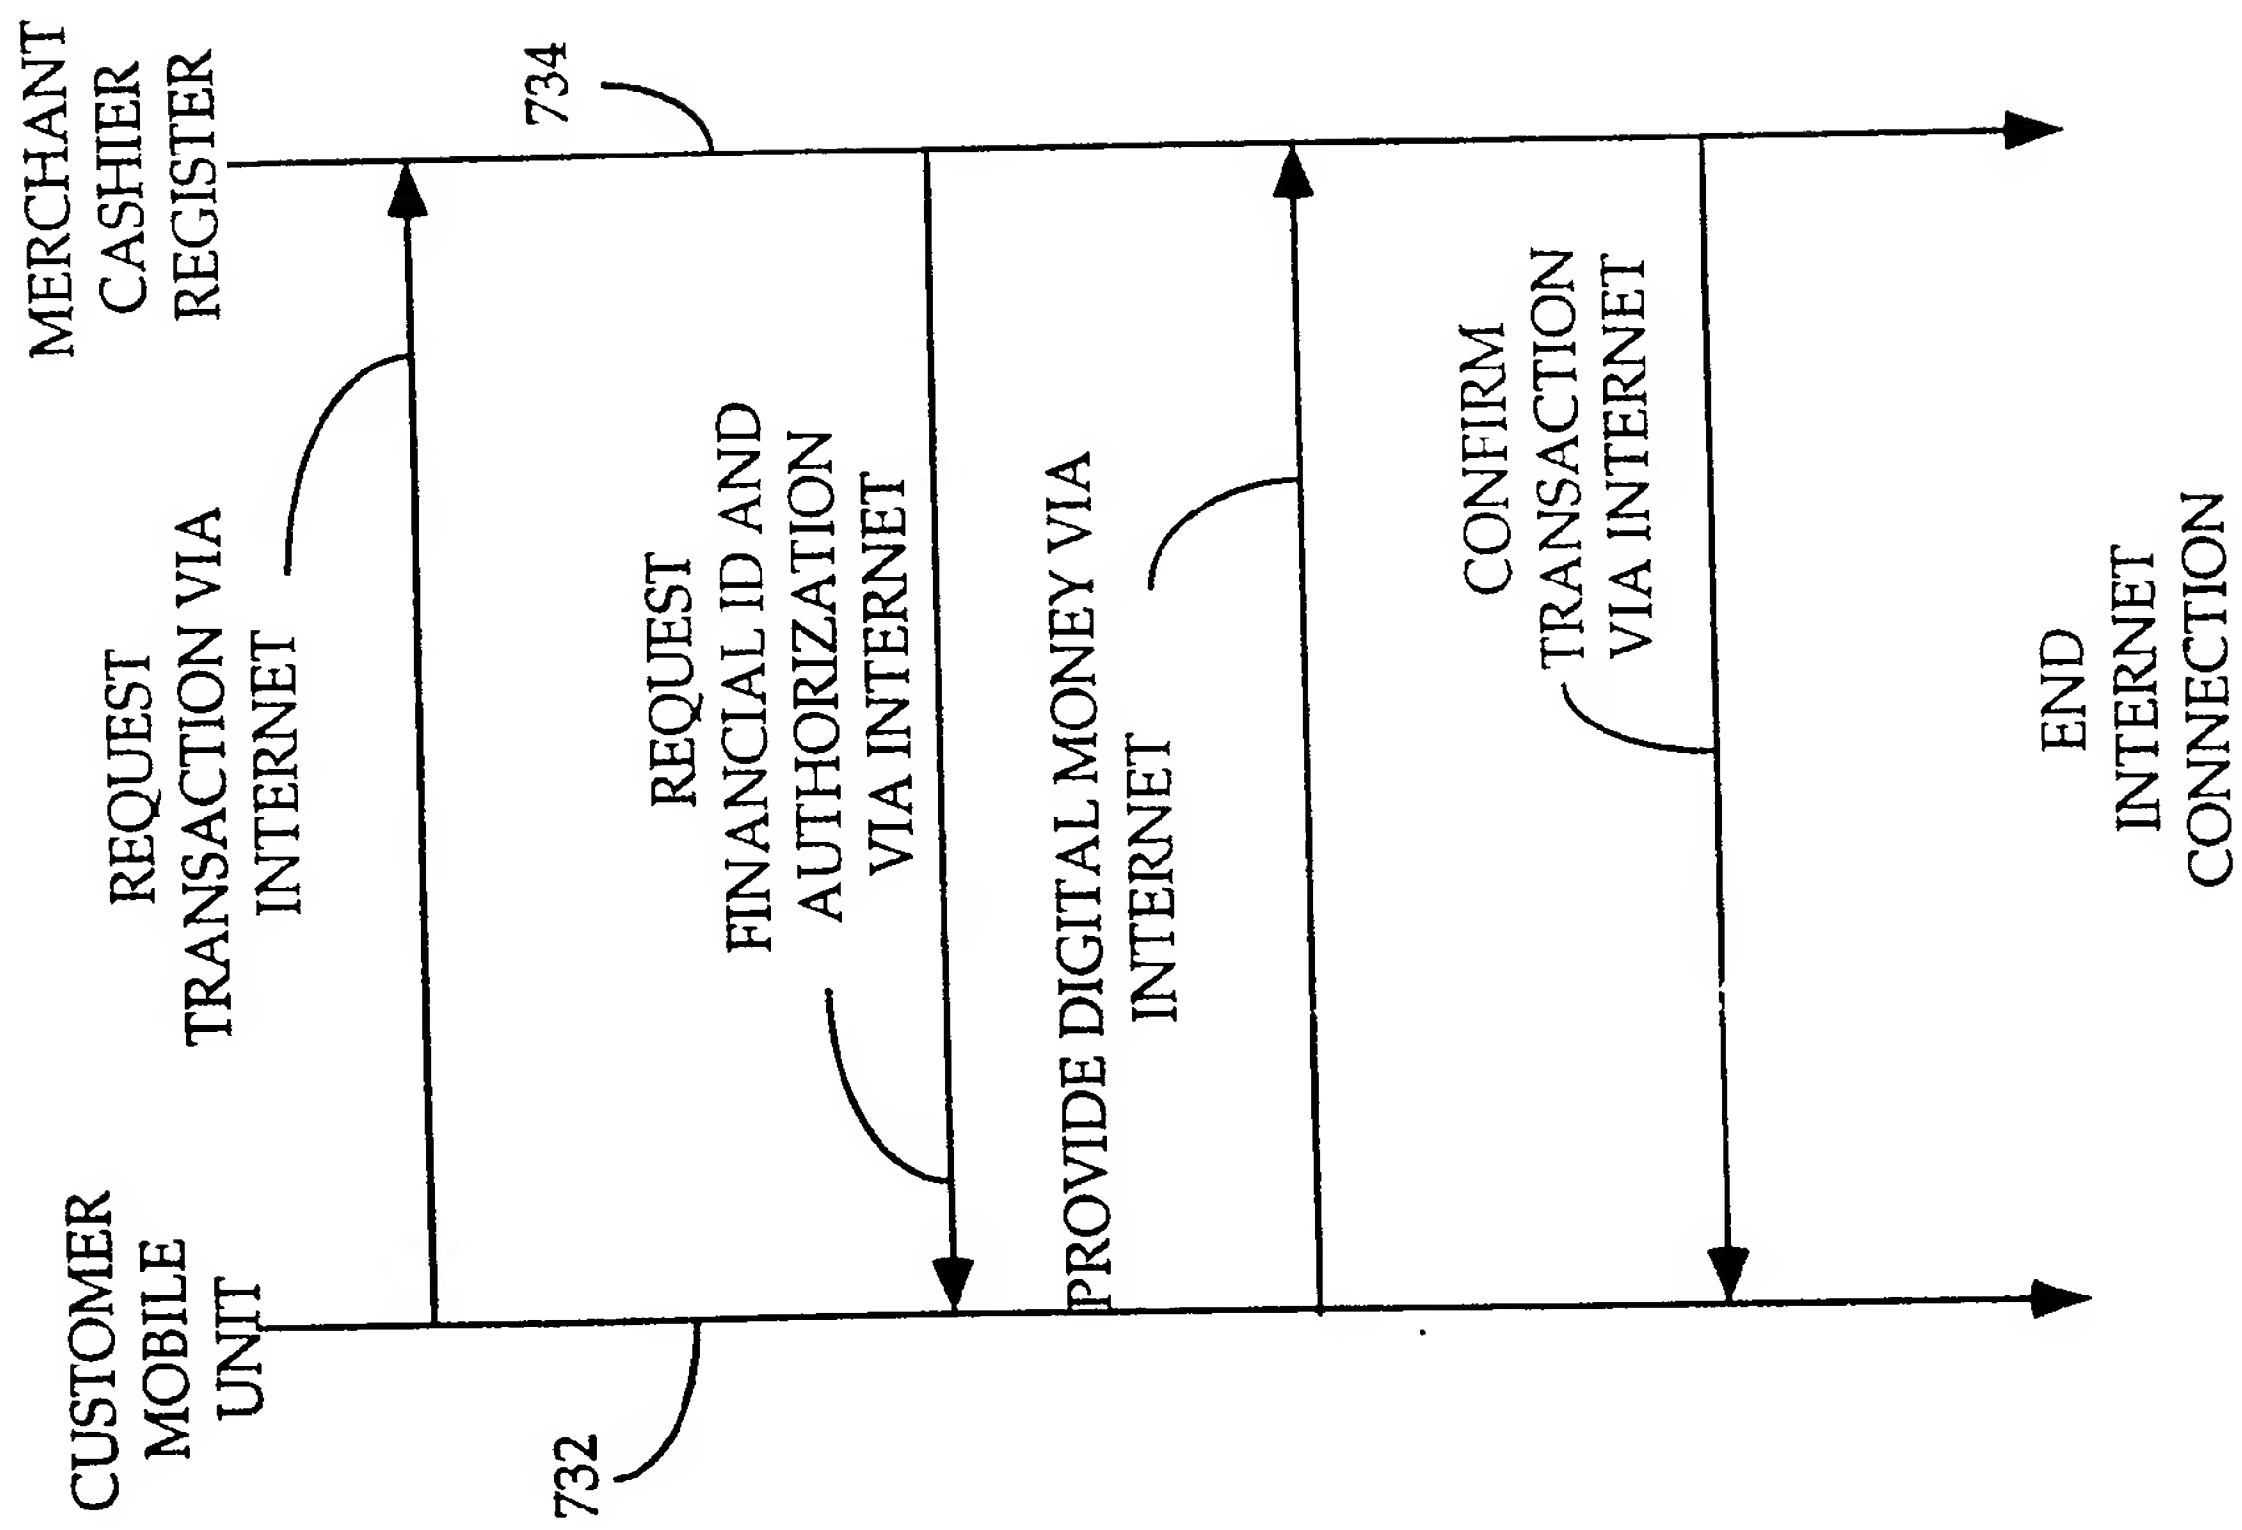 CUSTOMER
MOBILE
UNIT
MERCHANT
CASHIER
REGISTER
REQUEST
TRANSACTION VIA
INTERNET
732
734
REQUEST
FINANCIAL ID AND
AUTHORIZATION
VIA INTERNET
PROVIDE DIGITAL MONEY VIA
INTERNET
CONFIRM
TRANSACTION
VIA INTERNET
END
INTERNET
CONNECTION